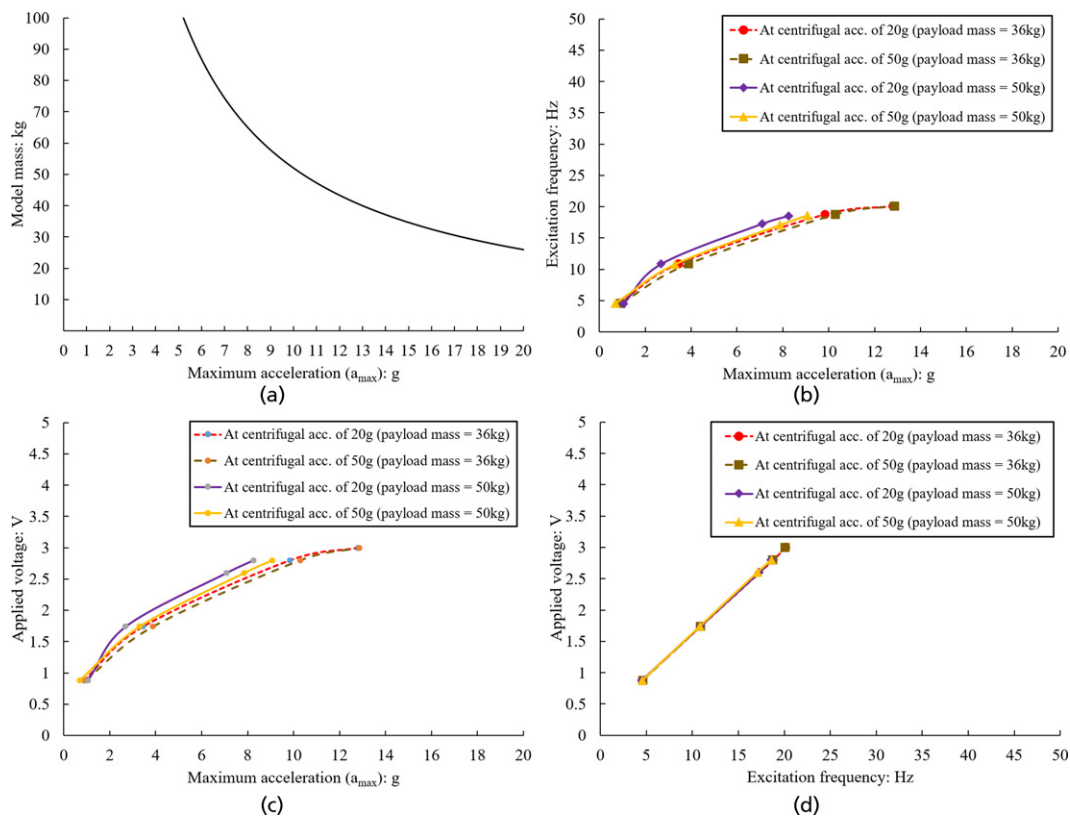 100
90
80
70
60
50
40
30
20
10
Model mass: kg
0 1 2 3 4 5 6 7 8 9 10 11 12 13 14 15 16 17 18 19 20
Maximum acceleration (amax): g
(a)
50
45
40
35
30
25
20
15
10
5
0
Excitation frequency: Hz
At centrifugal acc. of 20g (payload mass = 36kg)
At centrifugal acc. of 50g (payload mass = 36kg)
At centrifugal acc. of 20g (payload mass = 50kg)
At centrifugal acc. of 50g (payload mass = 50kg)
0 2 4 6 8 10 12 14 16 18 20
Maximum acceleration (amax): g
(b)
5
4.5
4
3.5
3
2.5
2
1.5
1
0.5
0
Applied voltage: V
At centrifugal acc. of 20g (payload mass = 36kg)
At centrifugal acc. of 50g (payload mass = 36kg)
At centrifugal acc. of 20g (payload mass = 50kg)
At centrifugal acc. of 50g (payload mass = 50kg)
0 2 4 6 8 10 12 14 16 18 20
Maximum acceleration (amax): g
(c)
5
4.5
4
3.5
3
2.5
2
1.5
1
0.5
0
Applied voltage: V
At centrifugal acc. of 20g (payload mass = 36kg)
At centrifugal acc. of 50g (payload mass = 36kg)
At centrifugal acc. of 20g (payload mass = 50kg)
At centrifugal acc. of 50g (payload mass = 50kg)
0 5 10 15 20 25 30 35 40 45 50
Excitation frequency: Hz
(d)